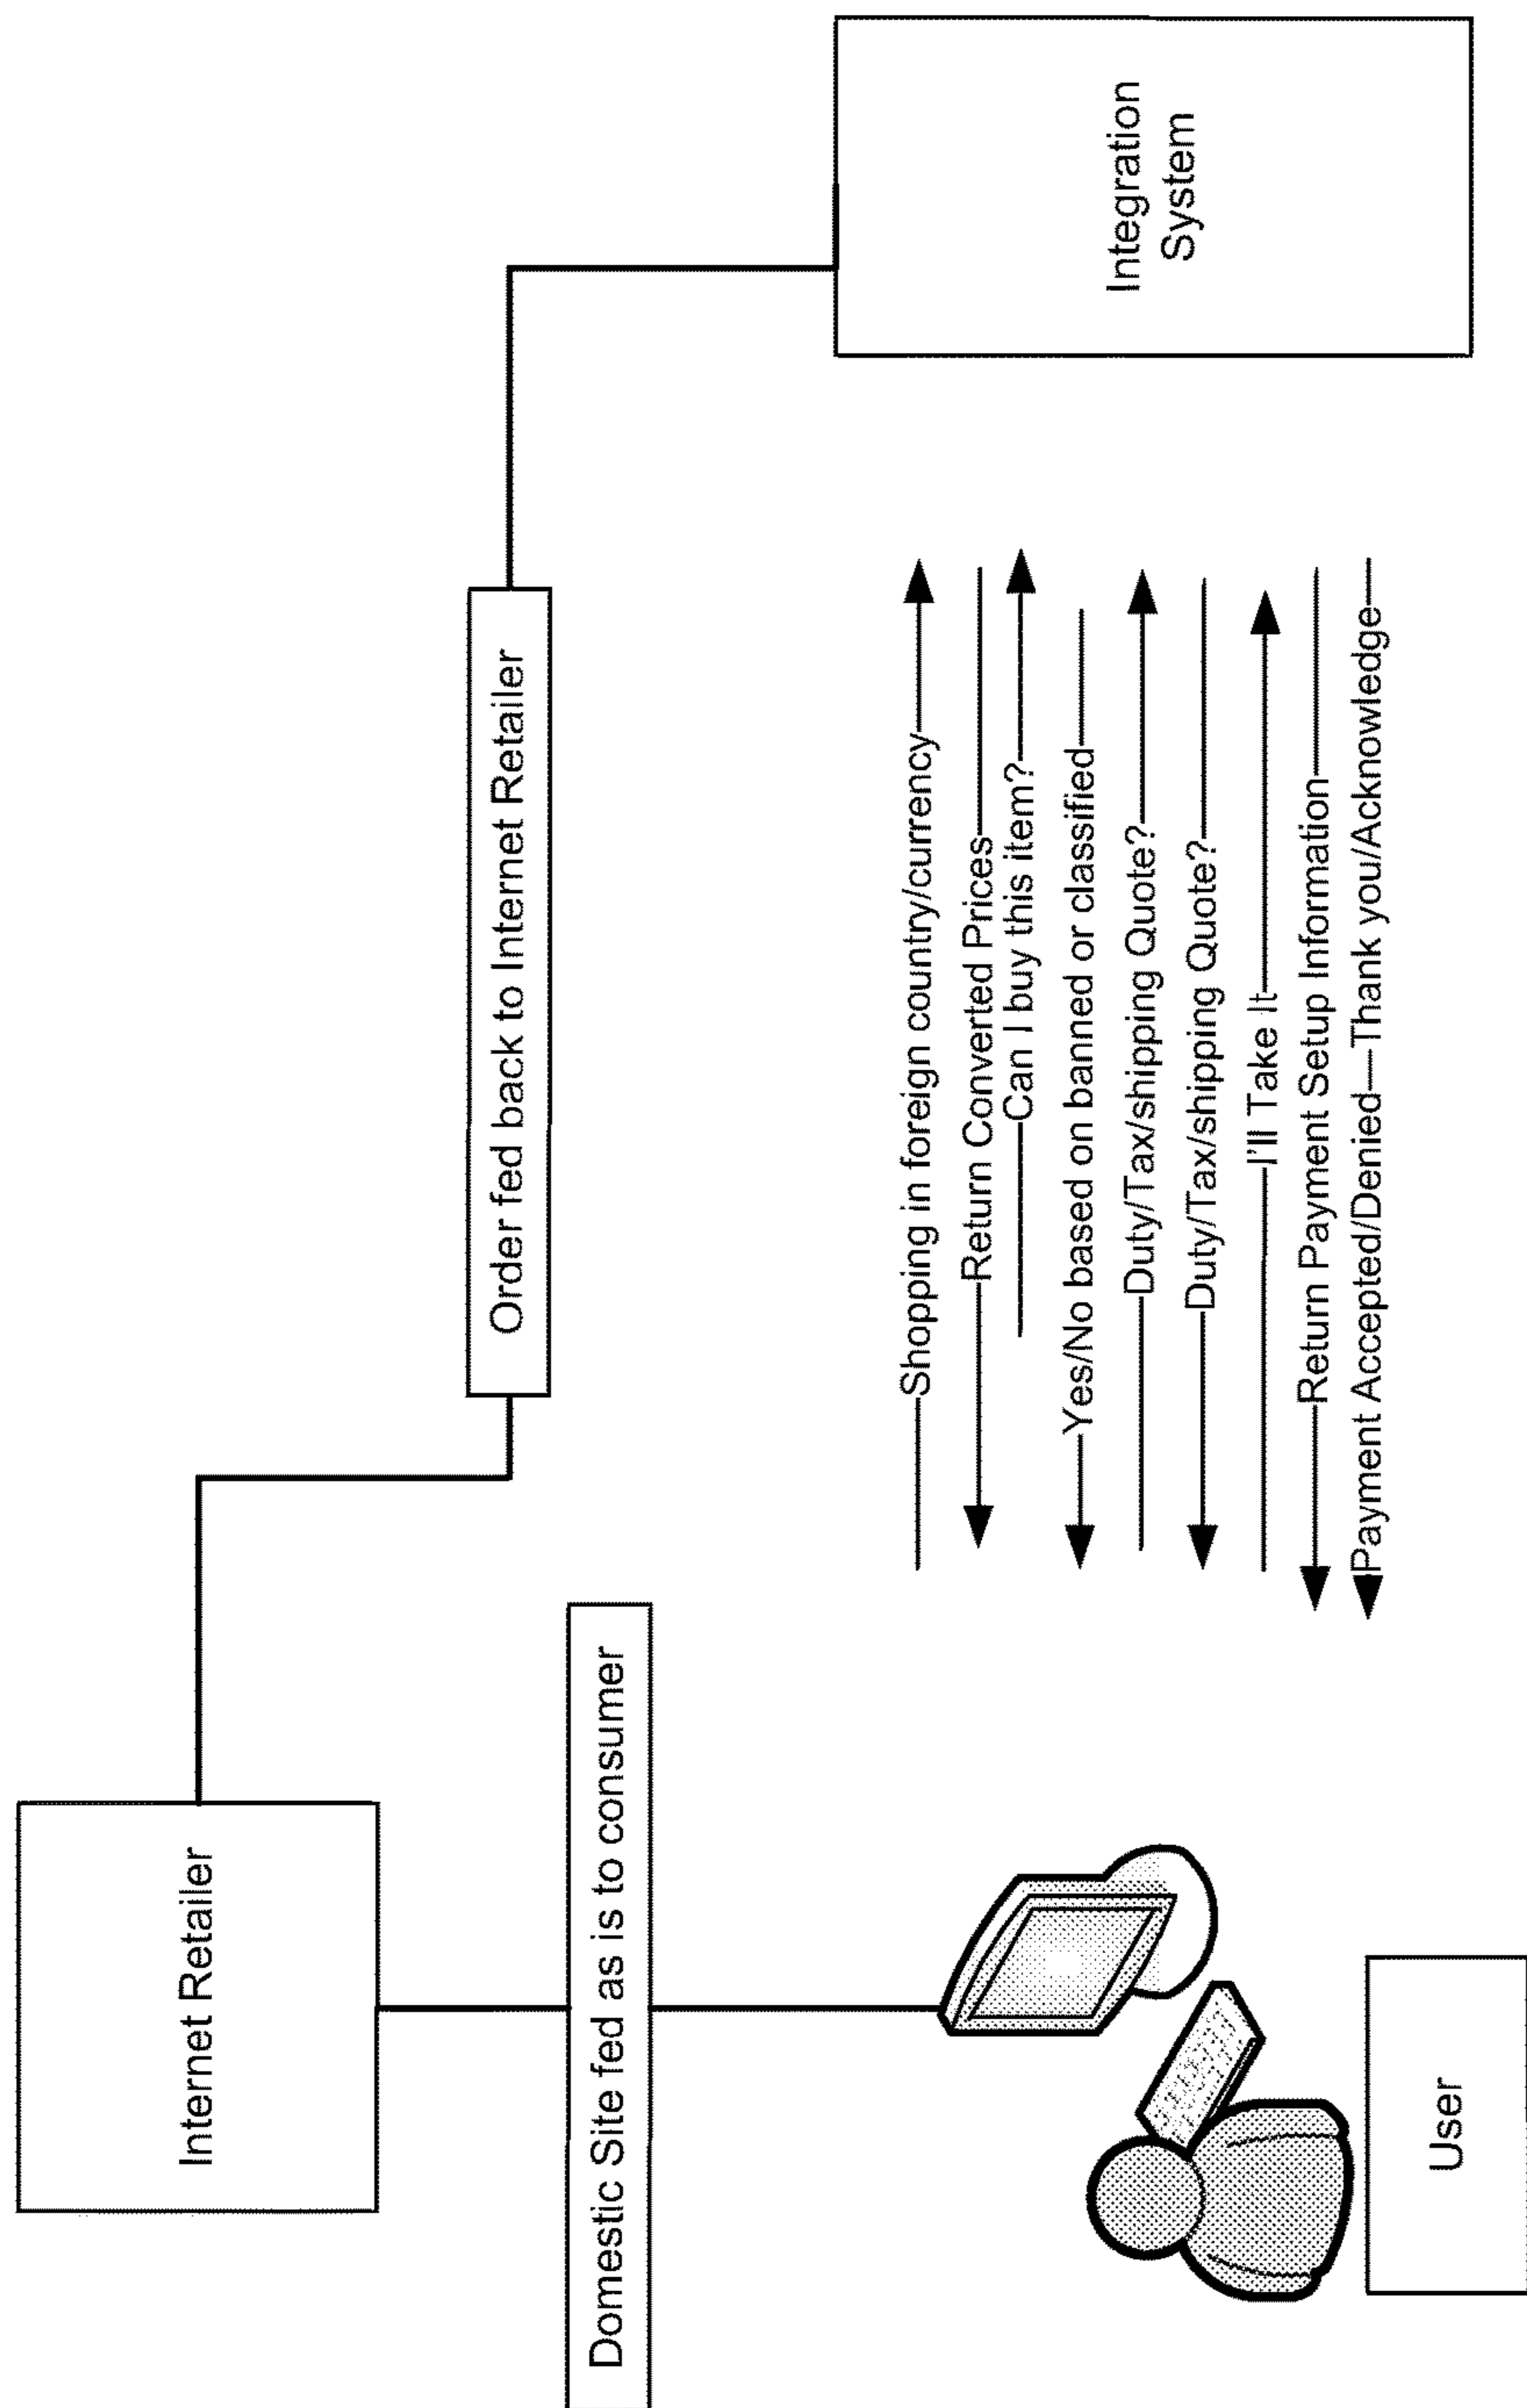 Internet Retailer
Order fed back to Internet Retailer
Domestic Site fed as is to consumer
Shopping in foreign country/currency
Return Converted Prices
Can I buy this item?
Yes/No based on banned or classified
Duty/Tax/shipping Quote?
Duty/Tax/shipping Quote?
I'll Take It
Return Payment Setup Information
Payment Accepted/Denied—Thank you/Acknowledge
Integration
System
User